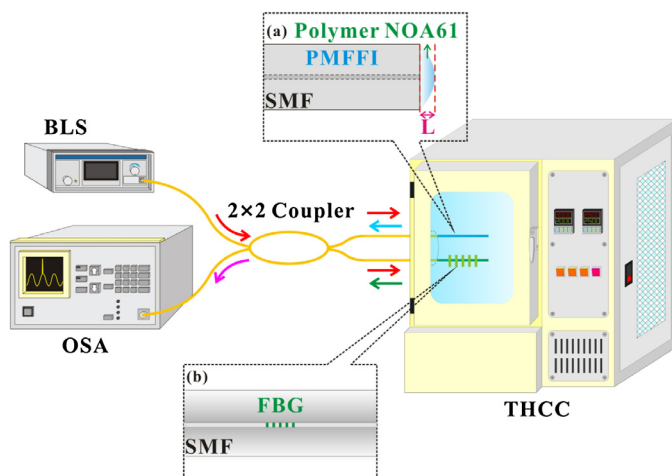 (a) Polymer NOA61
PMFFI
SMF
L
BLS
2×2 Coupler
OSA
THCC
(b)
FBG
SMF